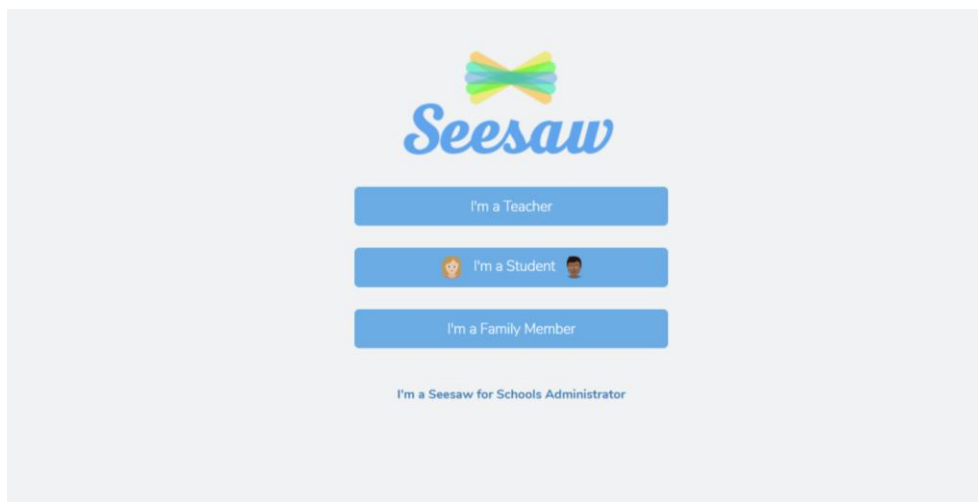 Seesaw
I'm a Teacher
I'm a Student
I'm a Family Member
I'm a Seesaw for Schools Administrator